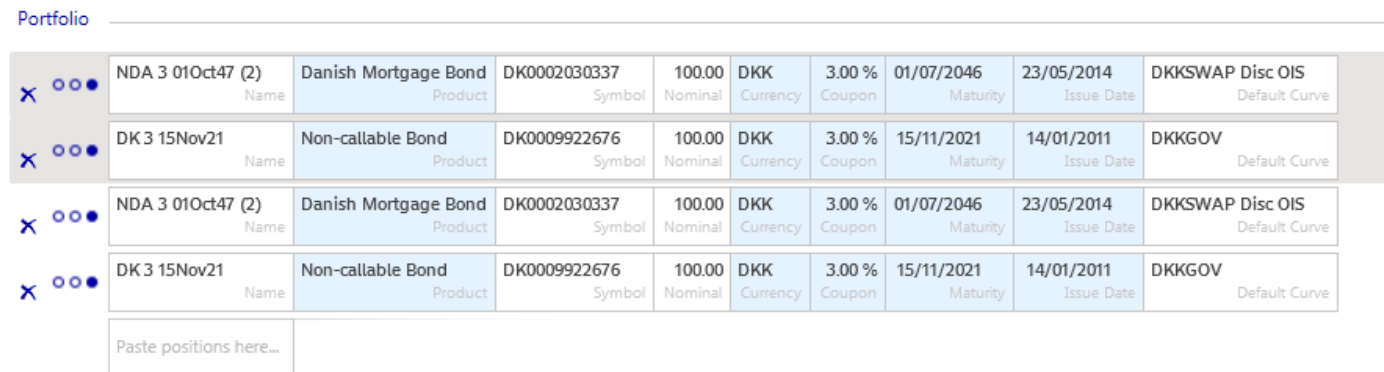 Portfolio
NDA 3 01Oct47 (2) Danish Mortgage Bond DK0002030337 100.00 DKK 3.00 % 01/07/2046 23/05/2014 DKKSWAP Disc OIS
Name Product Symbol Nominal Currency Coupon Maturity Issue Date Default Curve
DK 3 15Nov21 Non-callable Bond DK0009922676 100.00 DKK 3.00 % 15/11/2021 14/01/2011 DKKGOV
Name Product Symbol Nominal Currency Coupon Maturity Issue Date Default Curve
NDA 3 01Oct47 (2) Danish Mortgage Bond DK0002030337 100.00 DKK 3.00 % 01/07/2046 23/05/2014 DKKSWAP Disc OIS
Name Product Symbol Nominal Currency Coupon Maturity Issue Date Default Curve
DK 3 15Nov21 Non-callable Bond DK0009922676 100.00 DKK 3.00 % 15/11/2021 14/01/2011 DKKGOV
Name Product Symbol Nominal Currency Coupon Maturity Issue Date Default Curve
Paste positions here...